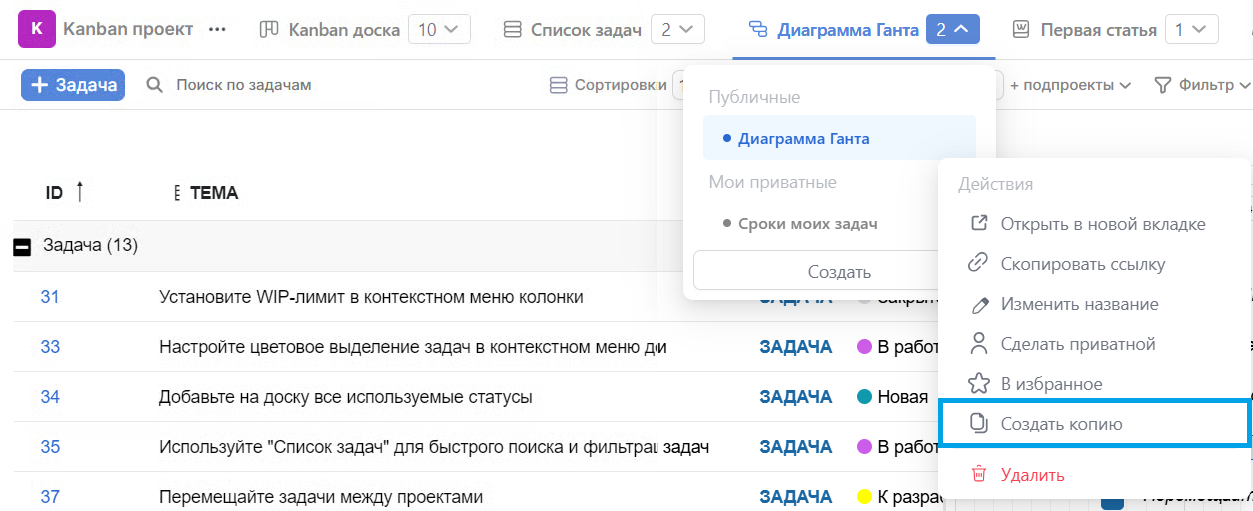 K Kanban проект ••• Kanban доска 10 Список задач 2 Диаграмма Ганта 2 Первая статья 1
+ Задача Поиск по задачам Сортировки + подпроекты Фильтр
Публичные
Диаграмма Ганта
Мои приватные
Сроки моих задач
Создать
Действия
Открыть в новой вкладке
Скопировать ссылку
Изменить название
Сделать приватной
В избранное
Создать копию
Удалить
ID ТЕМА
Задача (13)
31 Установите WIP-лимит в контекстном меню колонки ЗАДАЧА
33 Настройте цветовое выделение задач в контекстном меню ди ЗАДАЧА В работ
34 Добавьте на доску все используемые статусы ЗАДАЧА Новая
35 Используйте "Список задач" для быстрого поиска и фильтрац задач ЗАДАЧА В работ
37 Перемещайте задачи между проектами ЗАДАЧА К разра